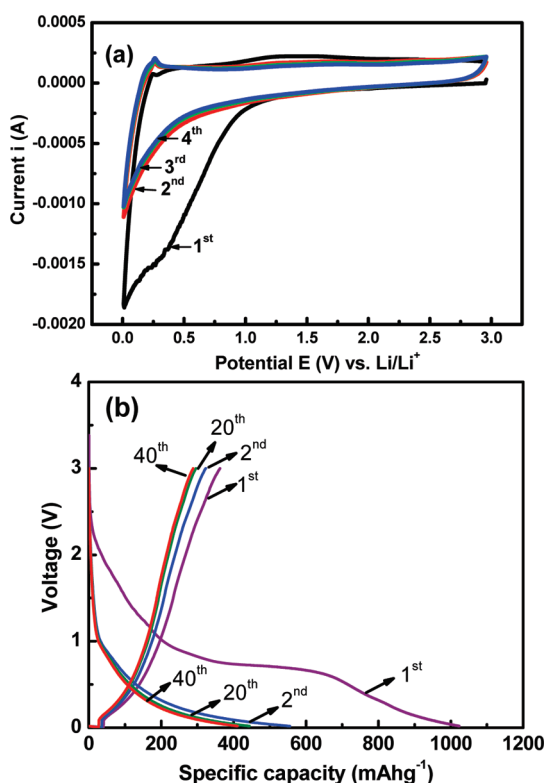 (a)
0.0005
0.0000
-0.0005
-0.0010
-0.0015
-0.0020
Current i (A)
4th
3rd
2nd
1st
0.0 0.5 1.0 1.5 2.0 2.5 3.0
Potential E (V) vs. Li/Li+
(b)
4
3
2
1
0
Voltage (V)
40th
20th
2nd
1st
40th
20th
2nd
1st
0 200 400 600 800 1000 1200
Specific capacity (mAhg-1)